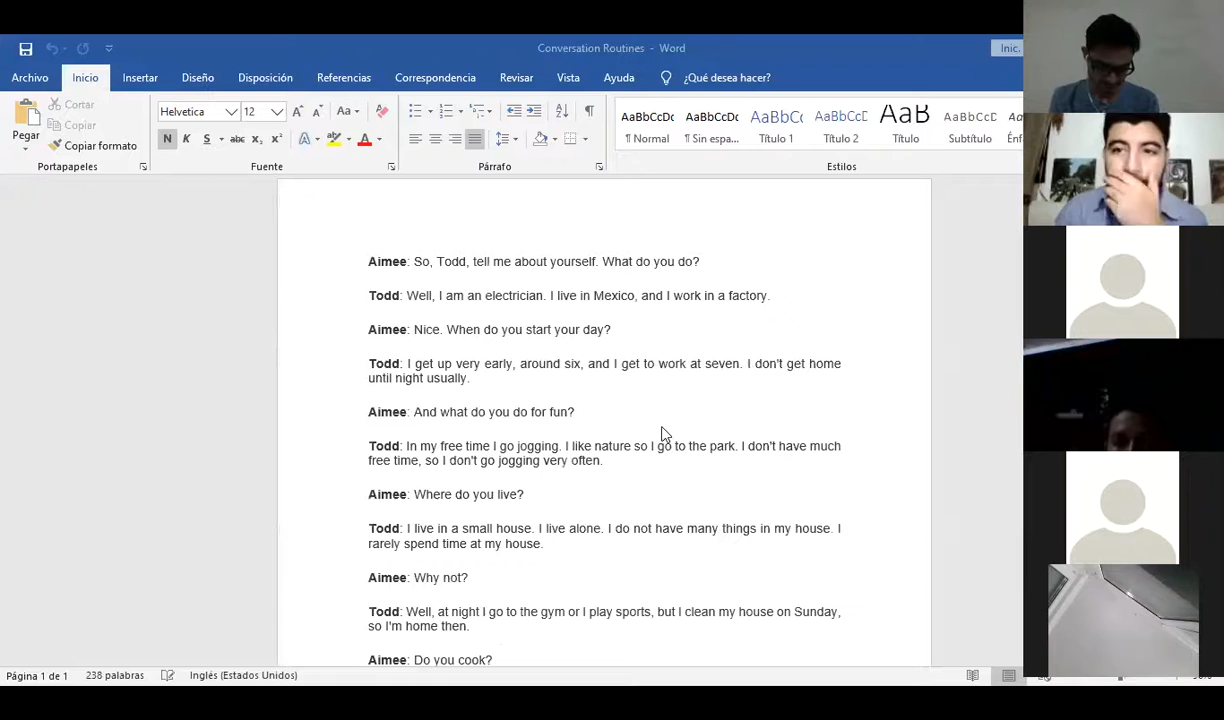 Conversation Routines - Word
Inic.
Archivo Inicio Insertar Diseño Disposición Referencias Correspondencia Revisar Vista Ayuda ¿Qué desea hacer?
Pegar
Cortar
Copiar
Copiar formato
Helvetica 12
Aa
N K S abc x₂ x²
A A
AaBbCcDc AaBbCcDc AaBbCc AaBbCcC AaB AaBbCcD
¶ Normal ¶ Sin espa... Título 1 Título 2 Título Subtítulo
Portapapeles Fuente Párrafo Estilos
Aimee: So, Todd, tell me about yourself. What do you do?
Todd: Well, I am an electrician. I live in Mexico, and I work in a factory.
Aimee: Nice. When do you start your day?
Todd: I get up very early, around six, and I get to work at seven. I don't get home
until night usually.
Aimee: And what do you do for fun?
Todd: In my free time I go jogging. I like nature so I go to the park. I don't have much
free time, so I don't go jogging very often.
Aimee: Where do you live?
Todd: I live in a small house. I live alone. I do not have many things in my house. I
rarely spend time at my house.
Aimee: Why not?
Todd: Well, at night I go to the gym or I play sports, but I clean my house on Sunday,
so I'm home then.
Aimee: Do you cook?
Página 1 de 1 238 palabras Inglés (Estados Unidos)